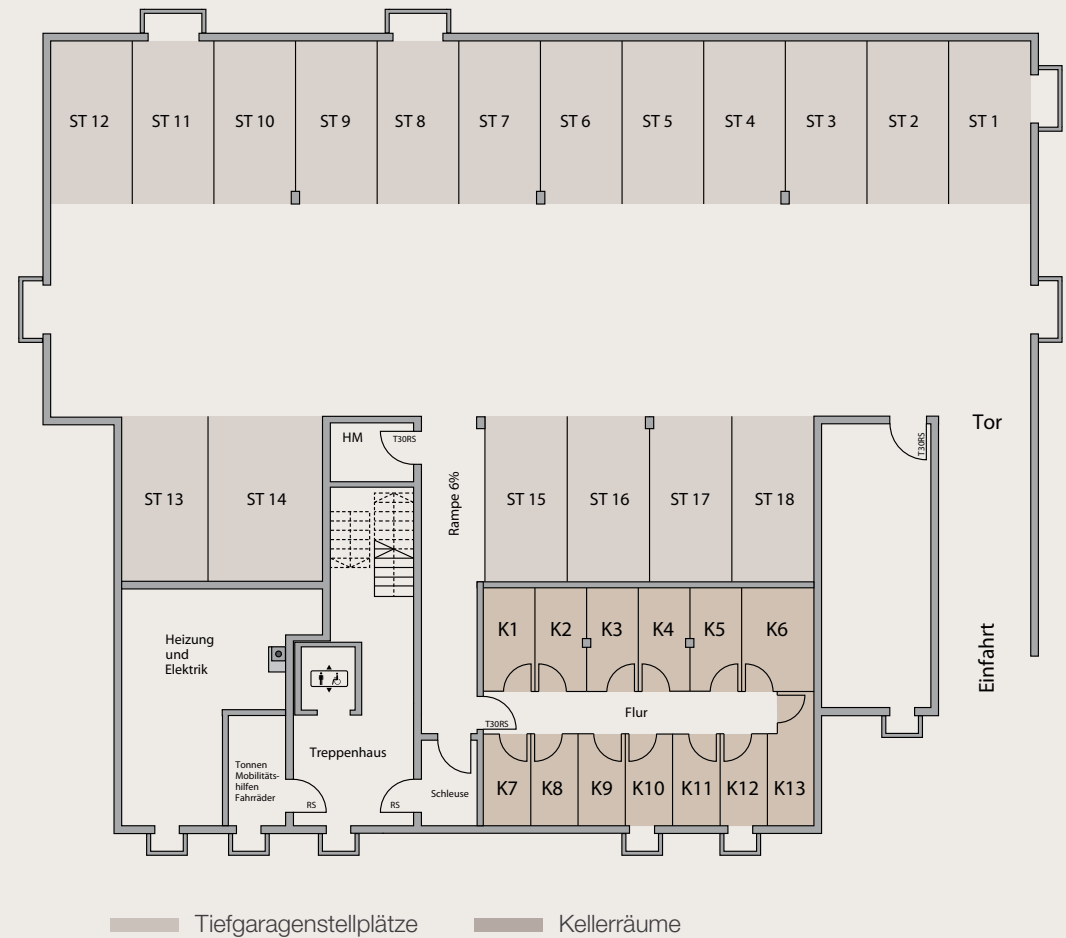 ST 12
ST 11
ST 10
ST 9
ST 8
ST 7
ST 6
ST 5
ST 4
ST 3
ST 2
ST 1
Tor
HM
T30RS
T30RS
ST 13
ST 14
Rampe 6%
ST 15
ST 16
ST 17
ST 18
Heizung
und
Elektrik
K1
K2
K3
K4
K5
K6
Einfahrt
T30RS
Flur
Treppenhaus
Tonnen
Mobilitäts-
hilfen
Fahrräder
RS
RS
Schleuse
K7
K8
K9
K10
K11
K12
K13
Tiefgaragenstellplätze
Kellerräume